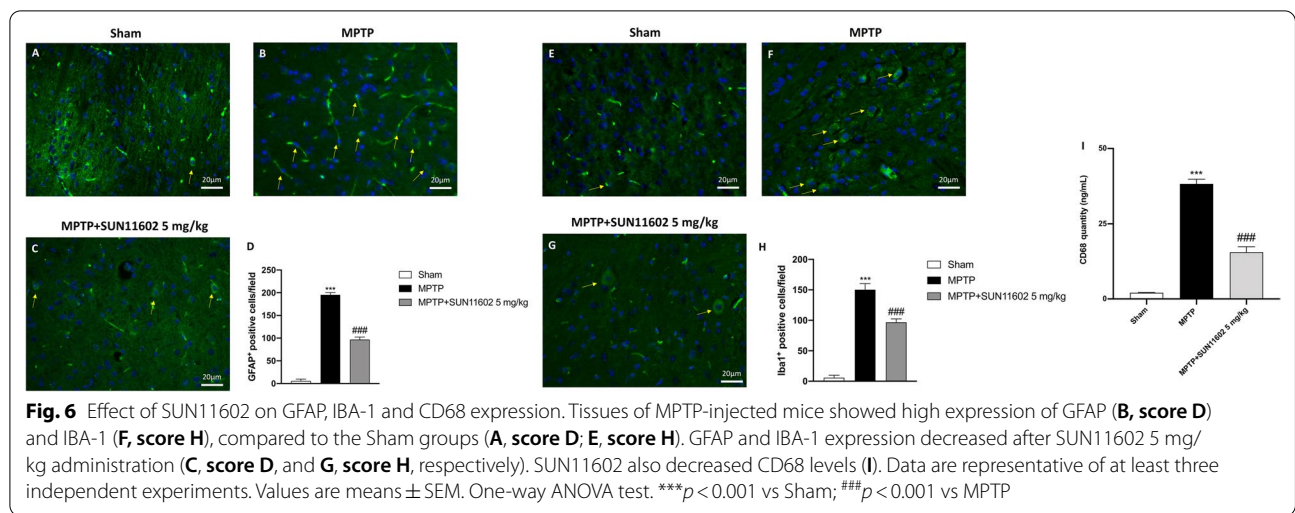 Sham
MPTP
A
20µm
B
20µm
MPTP+SUN11602 5 mg/kg
C
20µm
D
GFAP⁺ positive cells/field
200
150
100
50
0
***
###
Sham
MPTP
MPTP+SUN11602 5 mg/kg
Sham
MPTP
E
20µm
F
20µm
MPTP+SUN11602 5 mg/kg
G
20µm
H
Iba1⁺ positive cells/field
200
150
100
50
0
***
###
Sham
MPTP
MPTP+SUN11602 5 mg/kg
I
CD68 quantity (ng/mL)
50
25
0
***
###
Sham
MPTP
MPTP+SUN11602 5 mg/kg
Fig. 6 Effect of SUN11602 on GFAP, IBA-1 and CD68 expression. Tissues of MPTP-injected mice showed high expression of GFAP (B, score D)
and IBA-1 (F, score H), compared to the Sham groups (A, score D; E, score H). GFAP and IBA-1 expression decreased after SUN11602 5 mg/
kg administration (C, score D, and G, score H, respectively). SUN11602 also decreased CD68 levels (I). Data are representative of at least three
independent experiments. Values are means ± SEM. One-way ANOVA test. ***p < 0.001 vs Sham; ###p < 0.001 vs MPTP